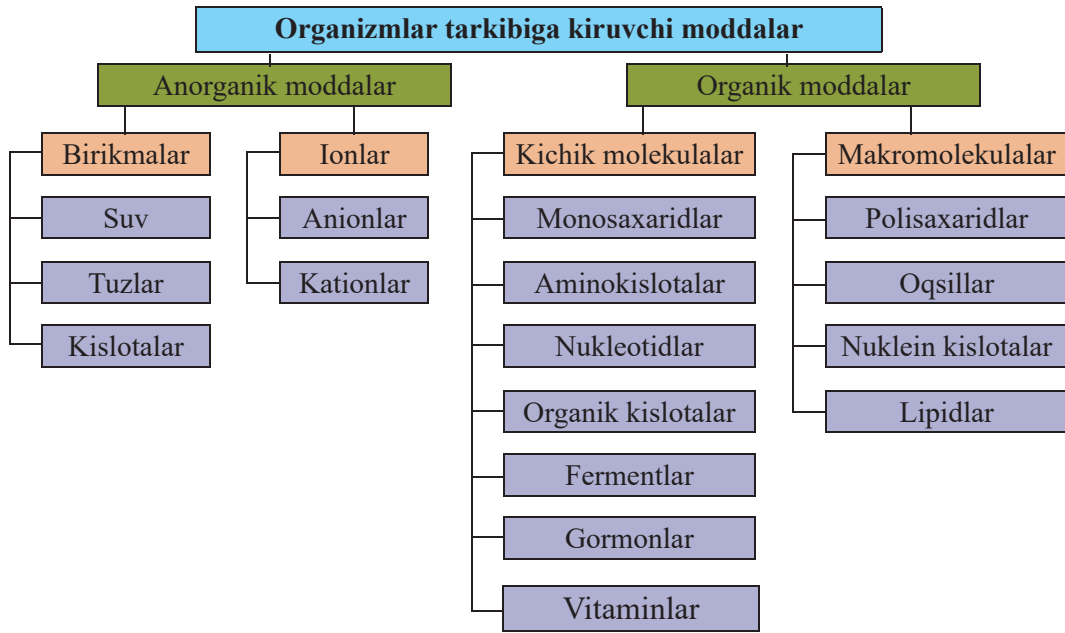 Organizmlar tarkibiga kiruvchi moddalar
Anorganik moddalar
Organik moddalar
Birikmalar
Suv
Tuzlar
Kislotalar
Ionlar
Anionlar
Kationlar
Kichik molekulalar
Monosaxaridlar
Aminokislotalar
Nukleotidlar
Organik kislotalar
Fermentlar
Gormonlar
Vitaminlar
Makromolekulalar
Polisaxaridlar
Oqsillar
Nuklein kislotalar
Lipidlar